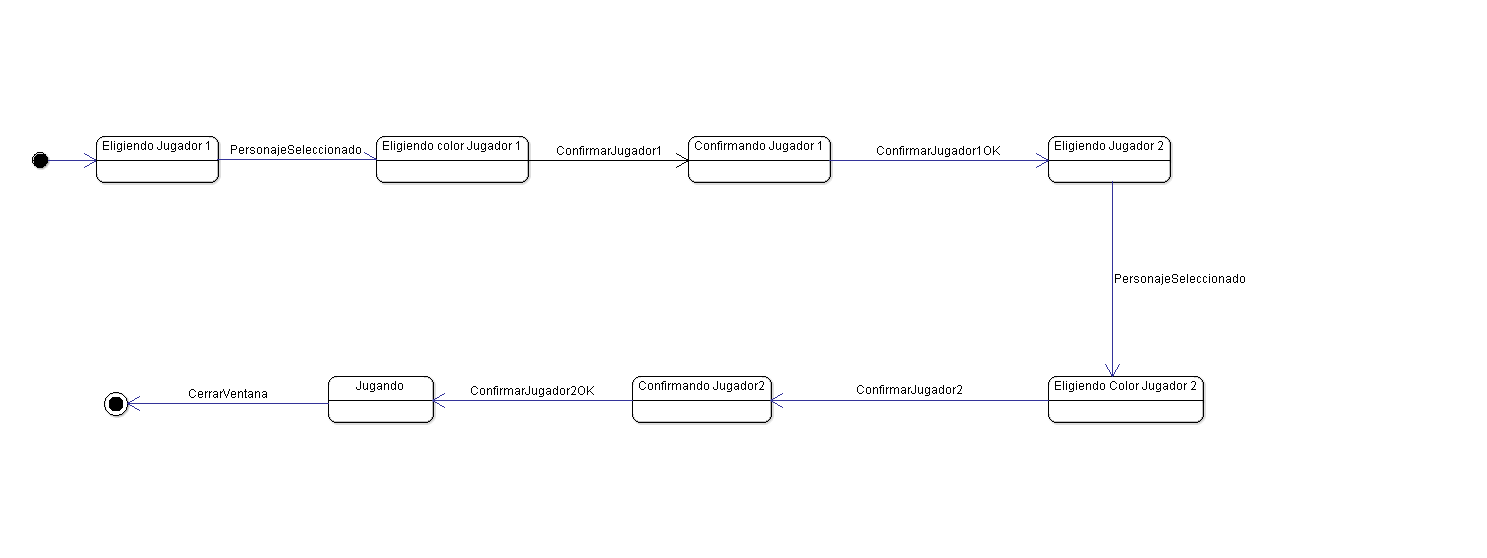 Eligiendo Jugador 1
PersonajeSeleccionado
Eligiendo color Jugador 1
ConfirmarJugador1
Confirmando Jugador 1
ConfirmarJugador1OK
Eligiendo Jugador 2
PersonajeSeleccionado
Eligiendo Color Jugador 2
ConfirmarJugador2
Confirmando Jugador2
ConfirmarJugador2OK
Jugando
CerrarVentana